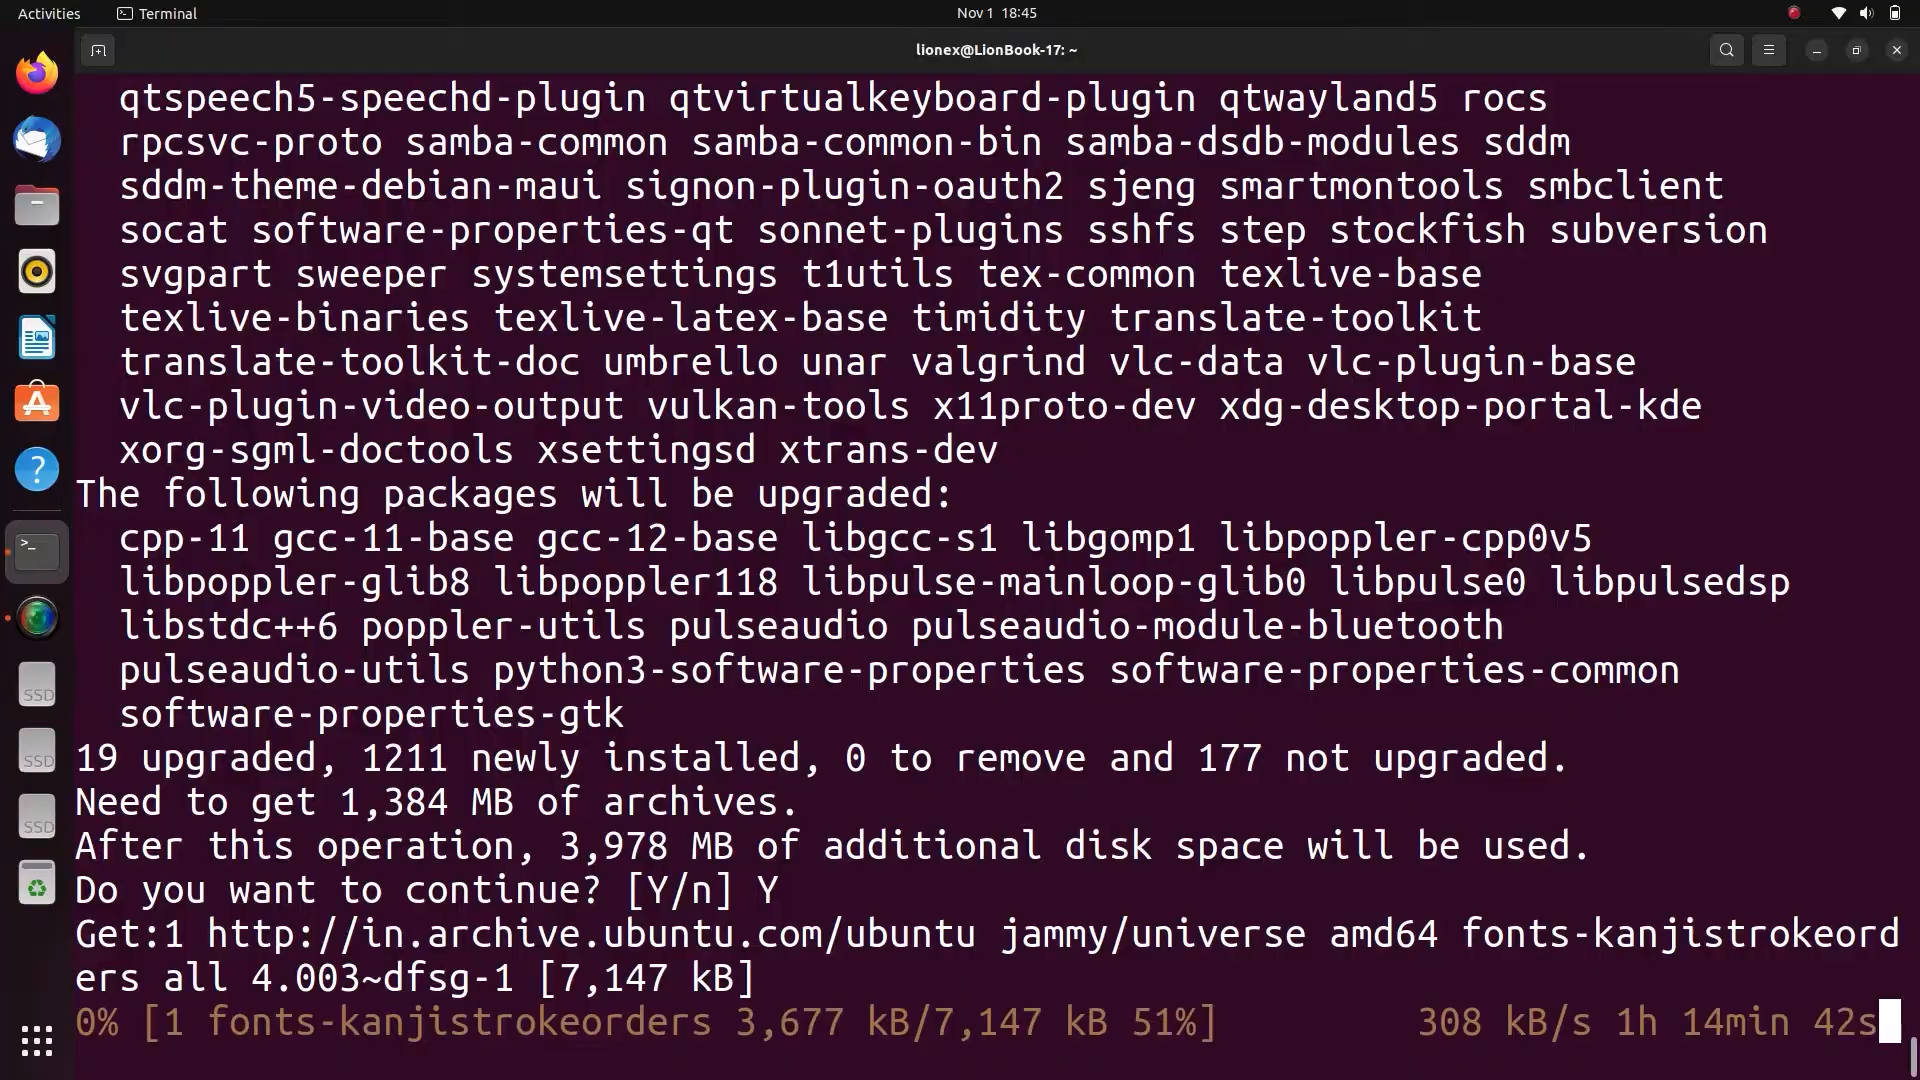 Activities Terminal Nov 1 18:45
lionex@LionBook-17: ~
qtspeech5-speechd-plugin qtvirtualkeyboard-plugin qtwayland5 rocs
rpcsvc-proto samba-common samba-common-bin samba-dsdb-modules sddm
sddm-theme-debian-maui signon-plugin-oauth2 sjeng smartmontools smbclient
socat software-properties-qt sonnet-plugins sshfs step stockfish subversion
svgpart sweeper systemsettings t1utils tex-common texlive-base
texlive-binaries texlive-latex-base timidity translate-toolkit
translate-toolkit-doc umbrello unar valgrind vlc-data vlc-plugin-base
vlc-plugin-video-output vulkan-tools x11proto-dev xdg-desktop-portal-kde
xorg-sgml-doctools xsettingsd xtrans-dev
The following packages will be upgraded:
cpp-11 gcc-11-base gcc-12-base libgcc-s1 libgomp1 libpoppler-cpp0v5
libpoppler-glib8 libpoppler118 libpulse-mainloop-glib0 libpulse0 libpulsedsp
libstdc++6 poppler-utils pulseaudio pulseaudio-module-bluetooth
pulseaudio-utils python3-software-properties software-properties-common
software-properties-gtk
19 upgraded, 1211 newly installed, 0 to remove and 177 not upgraded.
Need to get 1,384 MB of archives.
After this operation, 3,978 MB of additional disk space will be used.
Do you want to continue? [Y/n] Y
Get:1 http://in.archive.ubuntu.com/ubuntu jammy/universe amd64 fonts-kanjistrokeord
ers all 4.003~dfsg-1 [7,147 kB]
0% [1 fonts-kanjistrokeorders 3,677 kB/7,147 kB 51%] 308 kB/s 1h 14min 42s
SSD
SSD
SSD